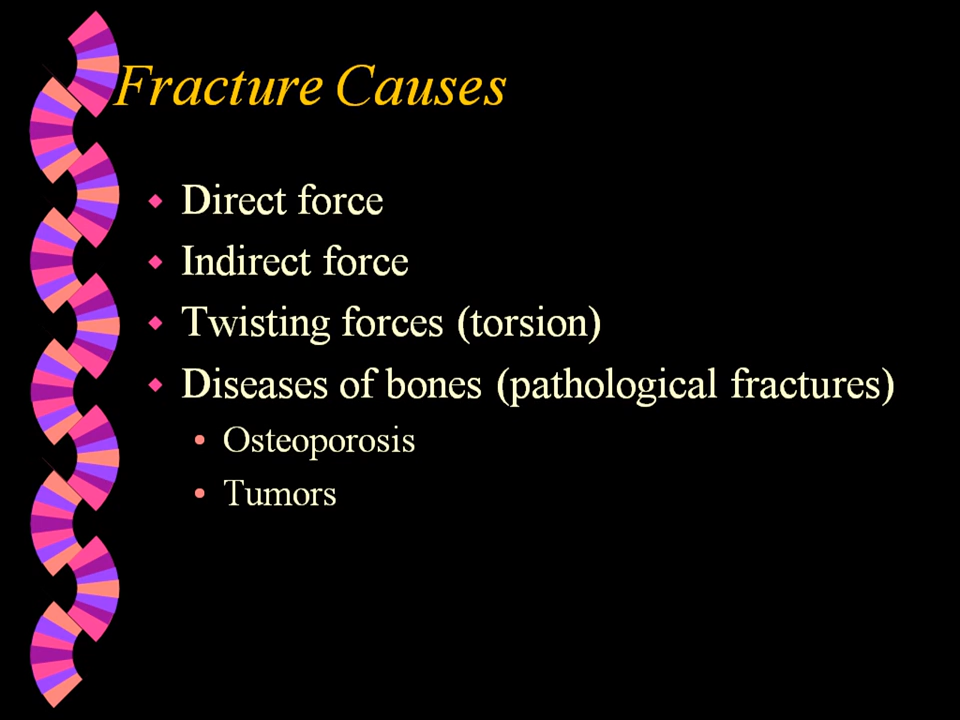 Fracture Causes
Direct force
Indirect force
Twisting forces (torsion)
Diseases of bones (pathological fractures)
Osteoporosis
Tumors